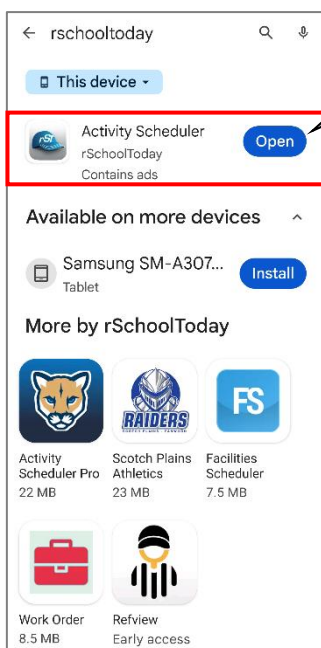 rschooltoday
This device
rST
Activity Scheduler
rSchoolToday
Contains ads
Open
Available on more devices
Samsung SM-A307...
Tablet
Install
More by rSchoolToday
RAIDERS
FS
Activity
Scheduler Pro
22 MB
Scotch Plains
Athletics
23 MB
Facilities
Scheduler
7.5 MB
Work Order
8.5 MB
Refview
Early access